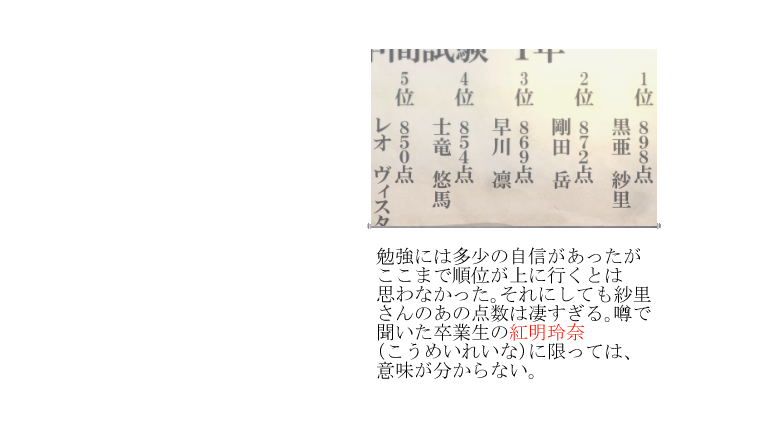 中間試験 1年
1位 898点 黒亜 紗里
2位 872点 剛田 岳
3位 869点 早川 凛
4位 854点 士竜 悠馬
5位 850点 レオ ヴィスタ
勉強には多少の自信があったが
ここまで順位が上に行くとは
思わなかった。それにしても紗里
さんのあの点数は凄すぎる。噂で
聞いた卒業生の紅明玲奈
(こうめいれいな)に限っては、
意味が分からない。